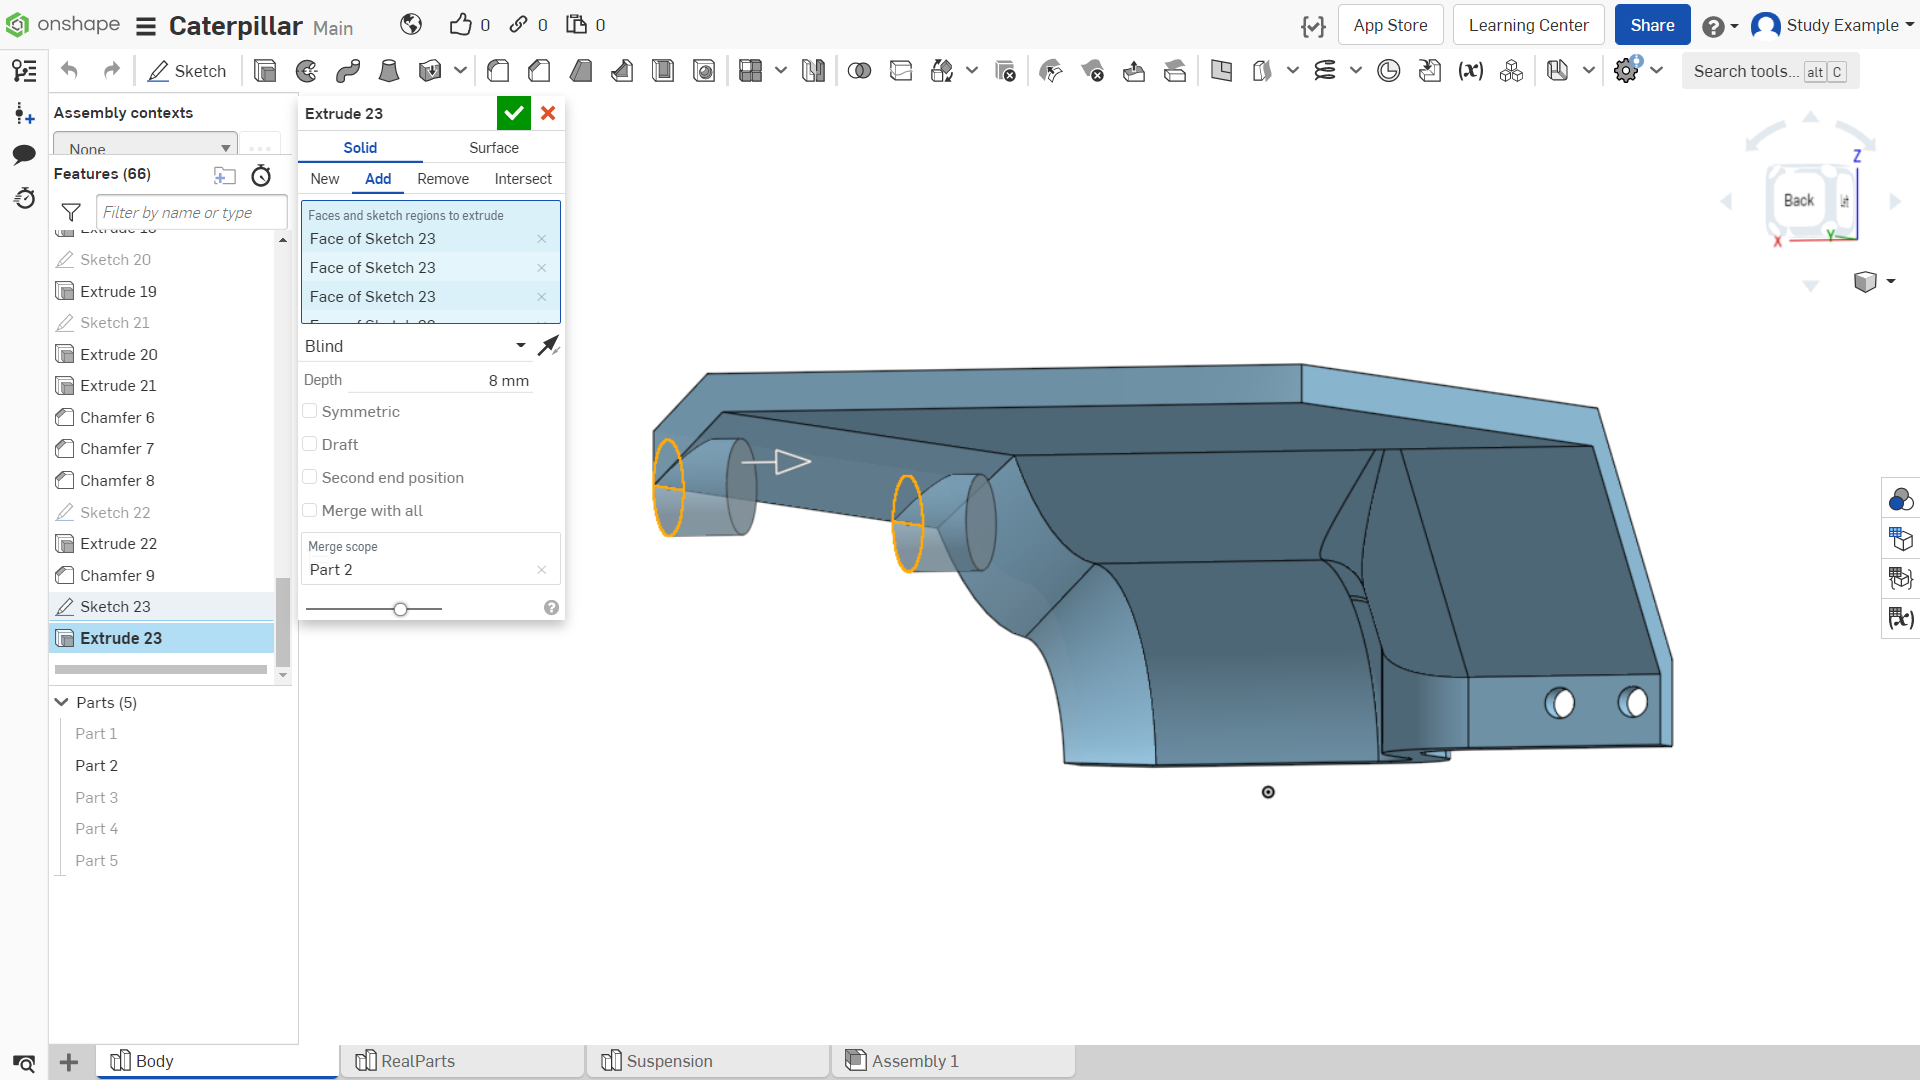 onshape Caterpillar Main 0 0 0 App Store Learning Center Share Study Example
Sketch Search tools... alt C
Assembly contexts
None
Features (66)
Filter by name or type
Sketch 20
Extrude 19
Sketch 21
Extrude 20
Extrude 21
Chamfer 6
Chamfer 7
Chamfer 8
Sketch 22
Extrude 22
Chamfer 9
Sketch 23
Extrude 23
Parts (5)
Part 1
Part 2
Part 3
Part 4
Part 5
Extrude 23
Solid Surface
New Add Remove Intersect
Faces and sketch regions to extrude
Face of Sketch 23
Face of Sketch 23
Face of Sketch 23
Blind
Depth 8 mm
Symmetric
Draft
Second end position
Merge with all
Merge scope
Part 2
Z
Back Left
X Y
Body RealParts Suspension Assembly 1